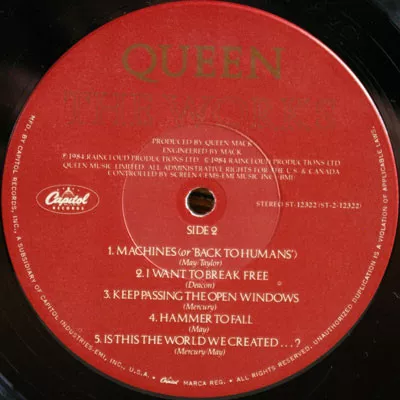 QUEEN
THE WORKS
PRODUCED BY QUEEN/MACK
ENGINEERED BY MACK
℗ 1984 RAINCLOUD PRODUCTIONS LTD © 1984 RAINCLOUD PRODUCTIONS LTD
QUEEN MUSIC LIMITED. ALL ADMINISTRATIVE RIGHTS FOR THE U.S. & CANADA
CONTROLLED BY SCREEN GEMS-EMI MUSIC INC. (BMI)
Capitol
RECORDS
SIDE 2
STEREO ST-12322 (ST-2-12322)
1. MACHINES (or "BACK TO HUMANS")
(May/Taylor)
2. I WANT TO BREAK FREE
(Deacon)
3. KEEP PASSING THE OPEN WINDOWS
(Mercury)
4. HAMMER TO FALL
(May)
5. IS THIS THE WORLD WE CREATED...?
(Mercury/May)
MFD. BY CAPITOL RECORDS, INC., A SUBSIDIARY OF CAPITOL INDUSTRIES-EMI, INC., U.S.A. • Capitol MARCA REG. • ALL RIGHTS RESERVED. UNAUTHORIZED DUPLICATION IS A VIOLATION OF APPLICABLE LAWS.